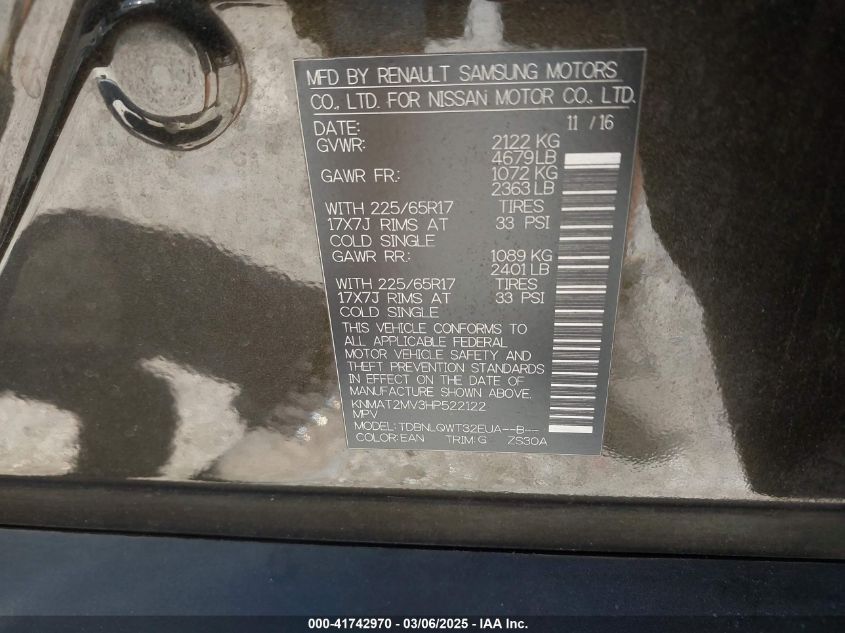 MFD BY RENAULT SAMSUNG MOTORS
CO., LTD. FOR NISSAN MOTOR CO., LTD.
DATE: 11 / 16
GVWR: 2122 KG
4679 LB
GAWR FR.: 1072 KG
2363 LB
WITH 225/65R17 TIRES
17X7J RIMS AT 33 PSI
COLD SINGLE
GAWR RR.: 1089 KG
2401 LB
WITH 225/65R17 TIRES
17X7J RIMS AT 33 PSI
COLD SINGLE
THIS VEHICLE CONFORMS TO
ALL APPLICABLE FEDERAL
MOTOR VEHICLE SAFETY AND
THEFT PREVENTION STANDARDS
IN EFFECT ON THE DATE OF
MANUFACTURE SHOWN ABOVE.
KNMAT2MV3HP522122
MPV
MODEL: TDBNLQWT32EUA--B--
COLOR: EAN TRIM: G ZS30A
000-41742970 — 03/06/2025 — IAA Inc.